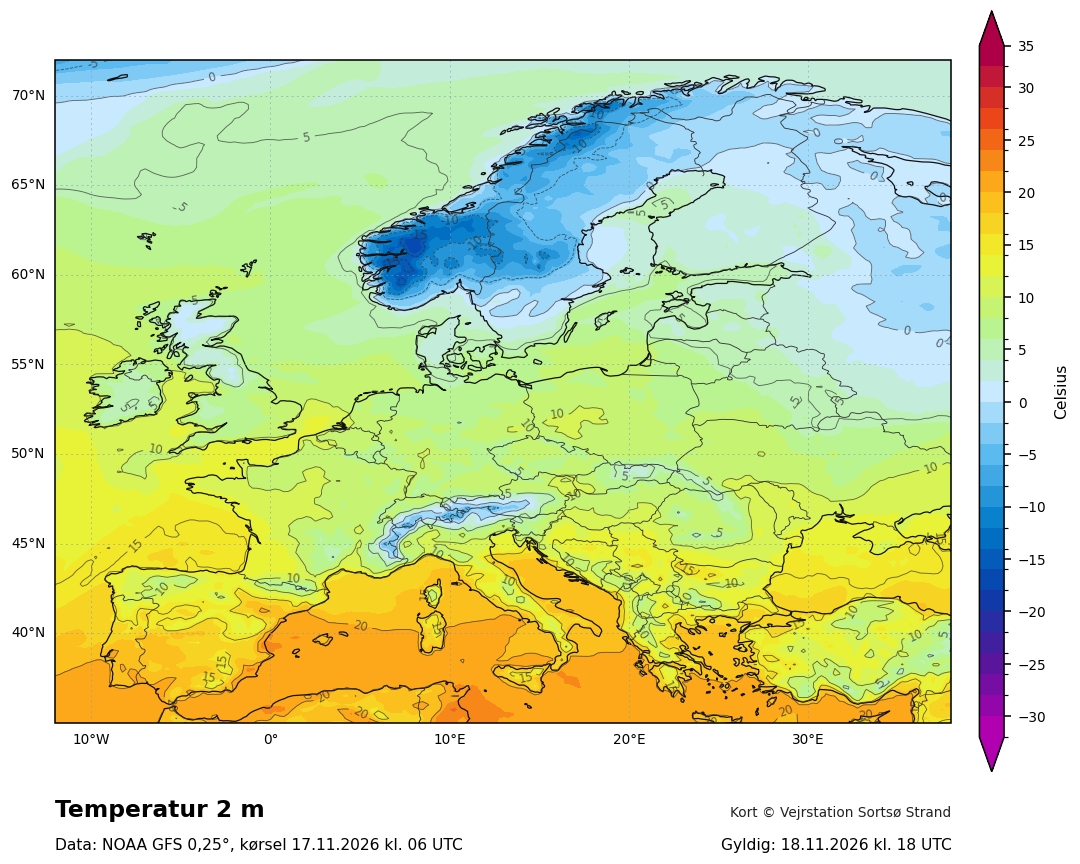 70°N
65°N
60°N
55°N
50°N
45°N
40°N
10°W
0°
10°E
20°E
30°E
35
30
25
20
15
10
5
0
−5
−10
−15
−20
−25
−30
Celsius
Temperatur 2 m
Kort © Vejrstation Sortsø Strand
Data: NOAA GFS 0,25°, kørsel 17.11.2026 kl. 06 UTC
Gyldig: 18.11.2026 kl. 18 UTC